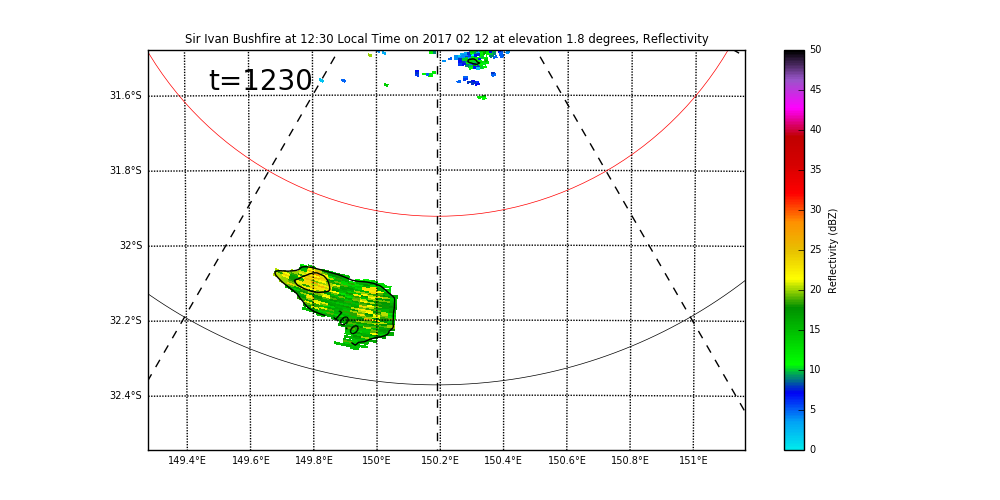 Sir Ivan Bushfire at 12:30 Local Time on 2017 02 12 at elevation 1.8 degrees, Reflectivity
t=1230
31.6°S
31.8°S
32°S
32.2°S
32.4°S
10.0
149.4°E 149.6°E 149.8°E 150°E 150.2°E 150.4°E 150.6°E 150.8°E 151°E
50
45
40
35
30
25
20
15
10
5
0
Reflectivity (dBZ)